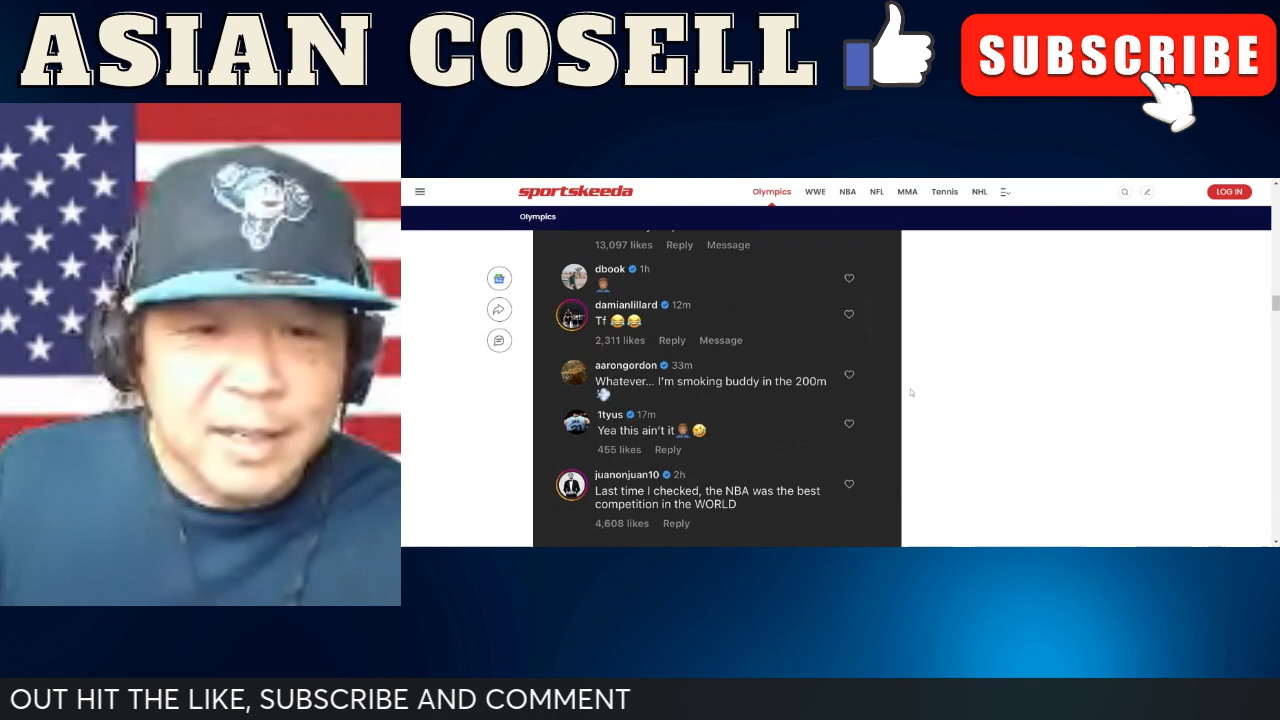 ASIAN COSELL
SUBSCRIBE
sportskeeda
Olympics WWE NBA NFL MMA Tennis NHL
LOG IN
Olympics
13,097 likes Reply Message
dbook 1h
damianlillard 12m
Tf 😂😂
2,311 likes Reply Message
aarongordon 33m
Whatever... I'm smoking buddy in the 200m
💨
1tyus 17m
Yea this ain't it🤦🏽‍♂️🤣
455 likes Reply
juanonjuan10 2h
Last time I checked, the NBA was the best
competition in the WORLD
4,608 likes Reply
OUT HIT THE LIKE, SUBSCRIBE AND COMMENT